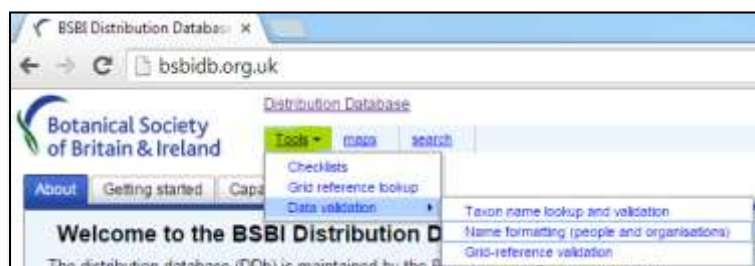 BSBI Distribution Databas
bsbidb.org.uk
Botanical Society
of Britain & Ireland
Distribution Database
Tools maps search
Checklists
Grid reference lookup
Data validation
Taxon name lookup and validation
Name formatting (people and organisations)
Grid-reference validation
About Getting started Capa
Welcome to the BSBI Distribution D
The distribution database (DDb) is maintained by the B